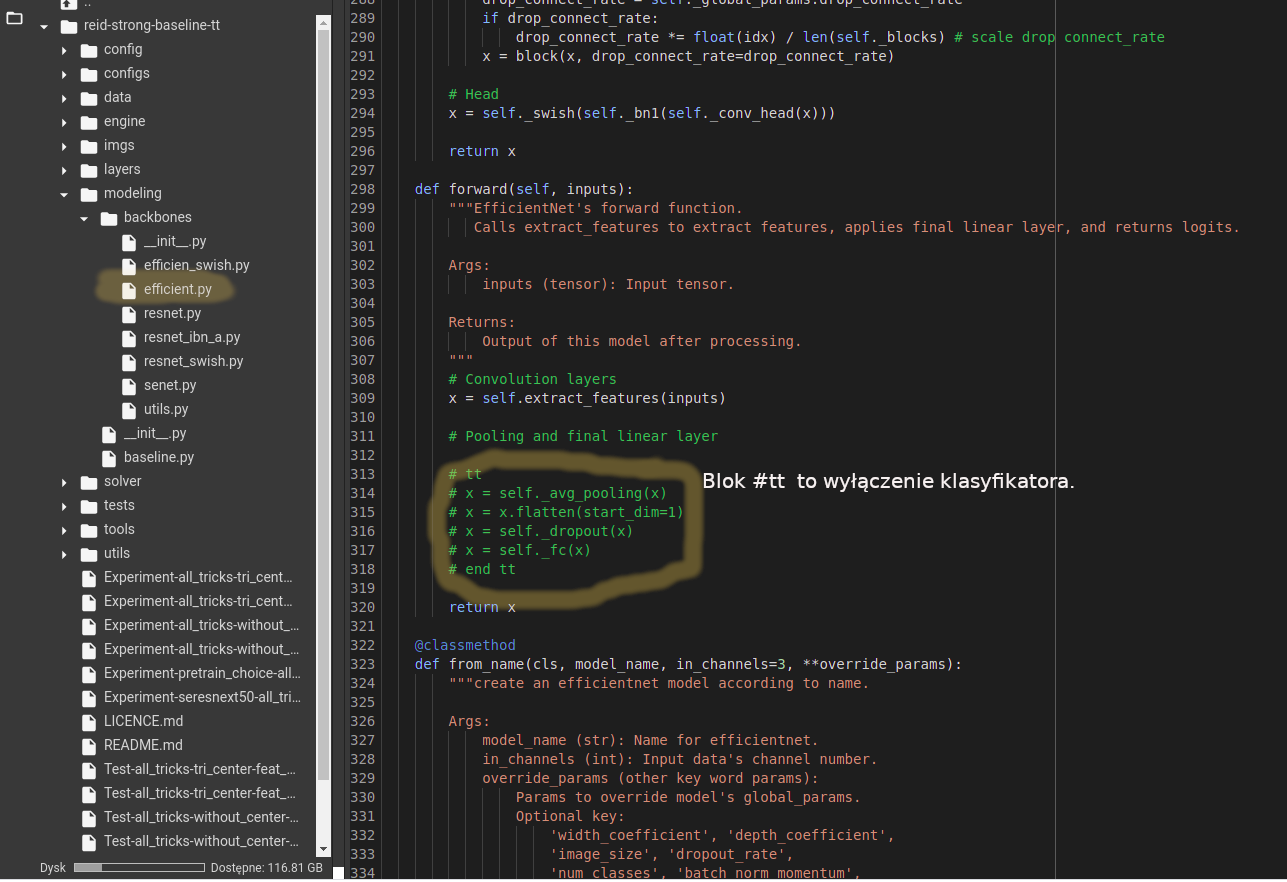 ..
reid-strong-baseline-tt
config
configs
data
engine
imgs
layers
modeling
backbones
__init__.py
efficien_swish.py
efficient.py
resnet.py
resnet_ibn_a.py
resnet_swish.py
senet.py
utils.py
__init__.py
baseline.py
solver
tests
tools
utils
Experiment-all_tricks-tri_cent...
Experiment-all_tricks-tri_cent...
Experiment-all_tricks-without_...
Experiment-all_tricks-without_...
Experiment-pretrain_choice-all...
Experiment-seresnext50-all_tri...
LICENCE.md
README.md
Test-all_tricks-tri_center-feat_...
Test-all_tricks-tri_center-feat_...
Test-all_tricks-without_center-...
Test-all_tricks-without_center-...
Dysk Dostępne: 116.81 GB
288 drop_connect_rate = self._global_params.drop_connect_rate
289 if drop_connect_rate:
290 drop_connect_rate *= float(idx) / len(self._blocks) # scale drop connect_rate
291 x = block(x, drop_connect_rate=drop_connect_rate)
292
293 # Head
294 x = self._swish(self._bn1(self._conv_head(x)))
295
296 return x
297
298 def forward(self, inputs):
299 """EfficientNet's forward function.
300 Calls extract_features to extract features, applies final linear layer, and returns logits.
301
302 Args:
303 inputs (tensor): Input tensor.
304
305 Returns:
306 Output of this model after processing.
307 """
308 # Convolution layers
309 x = self.extract_features(inputs)
310
311 # Pooling and final linear layer
312
313 # tt
314 # x = self._avg_pooling(x)
315 # x = x.flatten(start_dim=1)
316 # x = self._dropout(x)
317 # x = self._fc(x)
318 # end tt
319
320 return x
321
322 @classmethod
323 def from_name(cls, model_name, in_channels=3, **override_params):
324 """create an efficientnet model according to name.
325
326 Args:
327 model_name (str): Name for efficientnet.
328 in_channels (int): Input data's channel number.
329 override_params (other key word params):
330 Params to override model's global_params.
331 Optional key:
332 'width_coefficient', 'depth_coefficient',
333 'image_size', 'dropout_rate',
334 'num_classes', 'batch_norm_momentum',
Blok #tt to wyłączenie klasyfikatora.